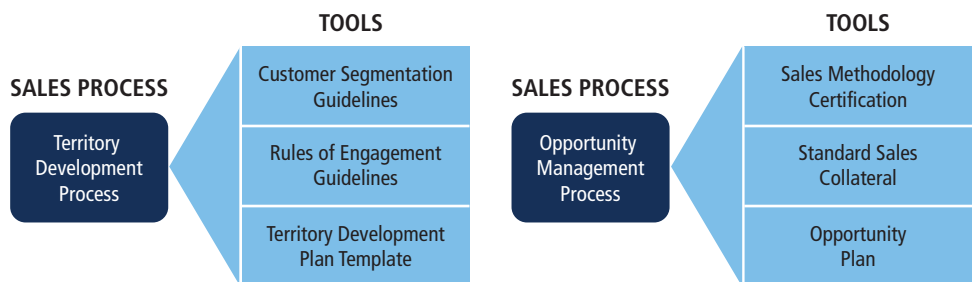 TOOLS
SALES PROCESS
Territory
Development
Process
Customer Segmentation
Guidelines
Rules of Engagement
Guidelines
Territory Development
Plan Template
TOOLS
SALES PROCESS
Opportunity
Management
Process
Sales Methodology
Certification
Standard Sales
Collateral
Opportunity
Plan